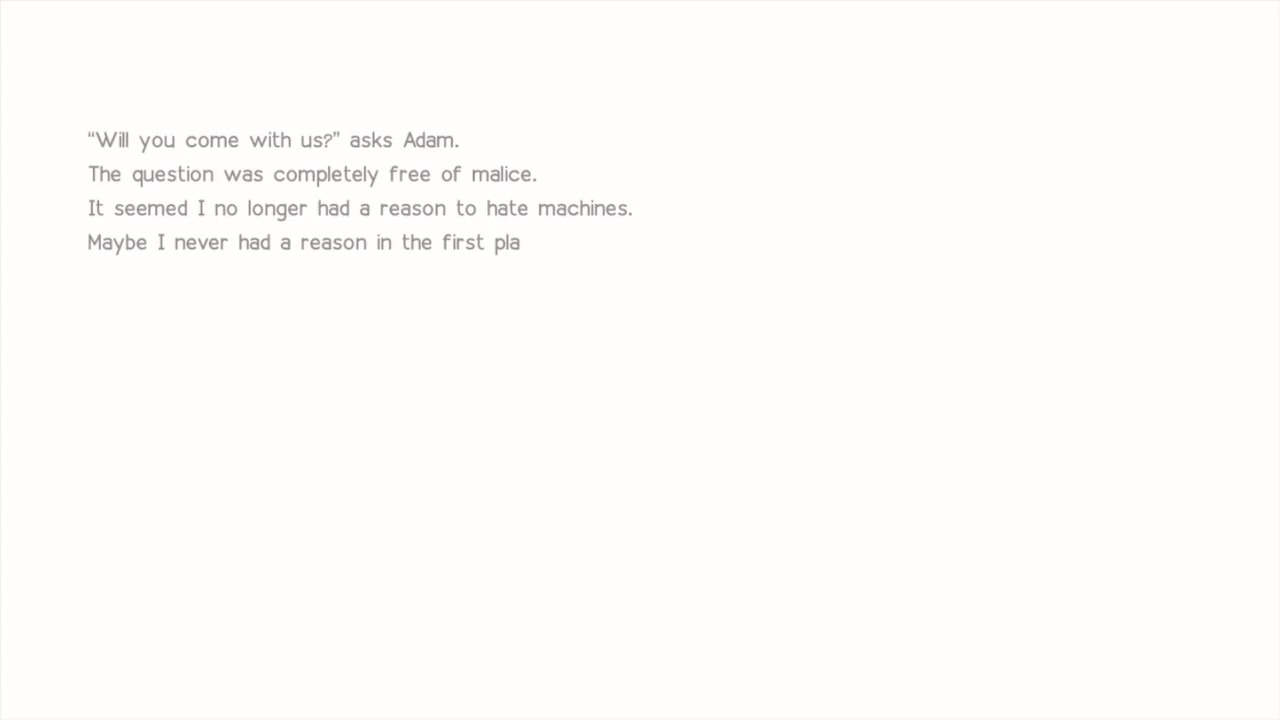 “Will you come with us?” asks Adam.
The question was completely free of malice.
It seemed I no longer had a reason to hate machines.
Maybe I never had a reason in the first pla